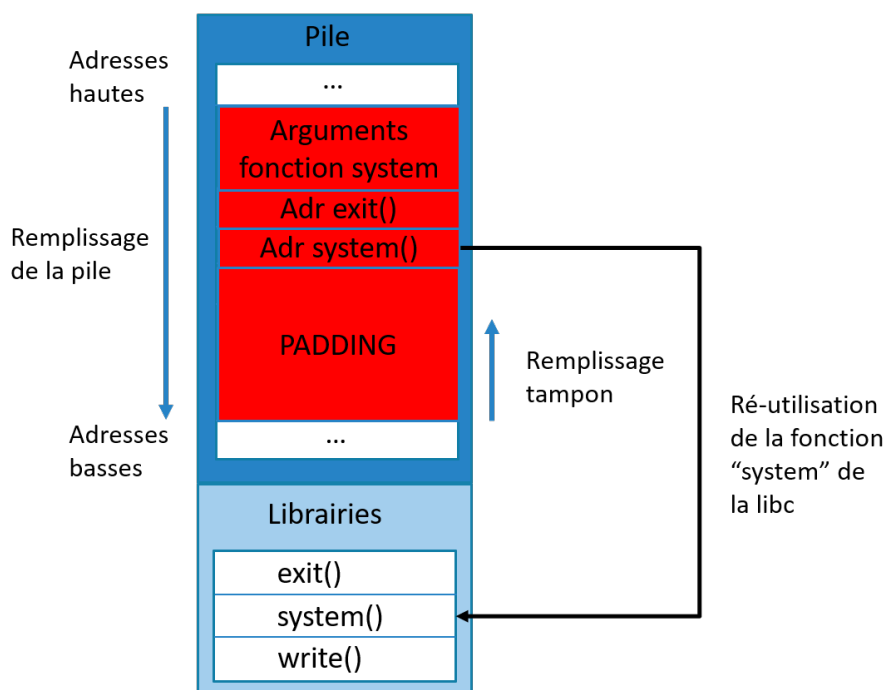 Pile
Adresses
hautes
...
Arguments
fonction system
Adr exit()
Adr system()
Remplissage
de la pile
PADDING
Remplissage
tampon
Adresses
basses
...
Ré-utilisation
de la fonction
“system” de
la libc
Librairies
exit()
system()
write()